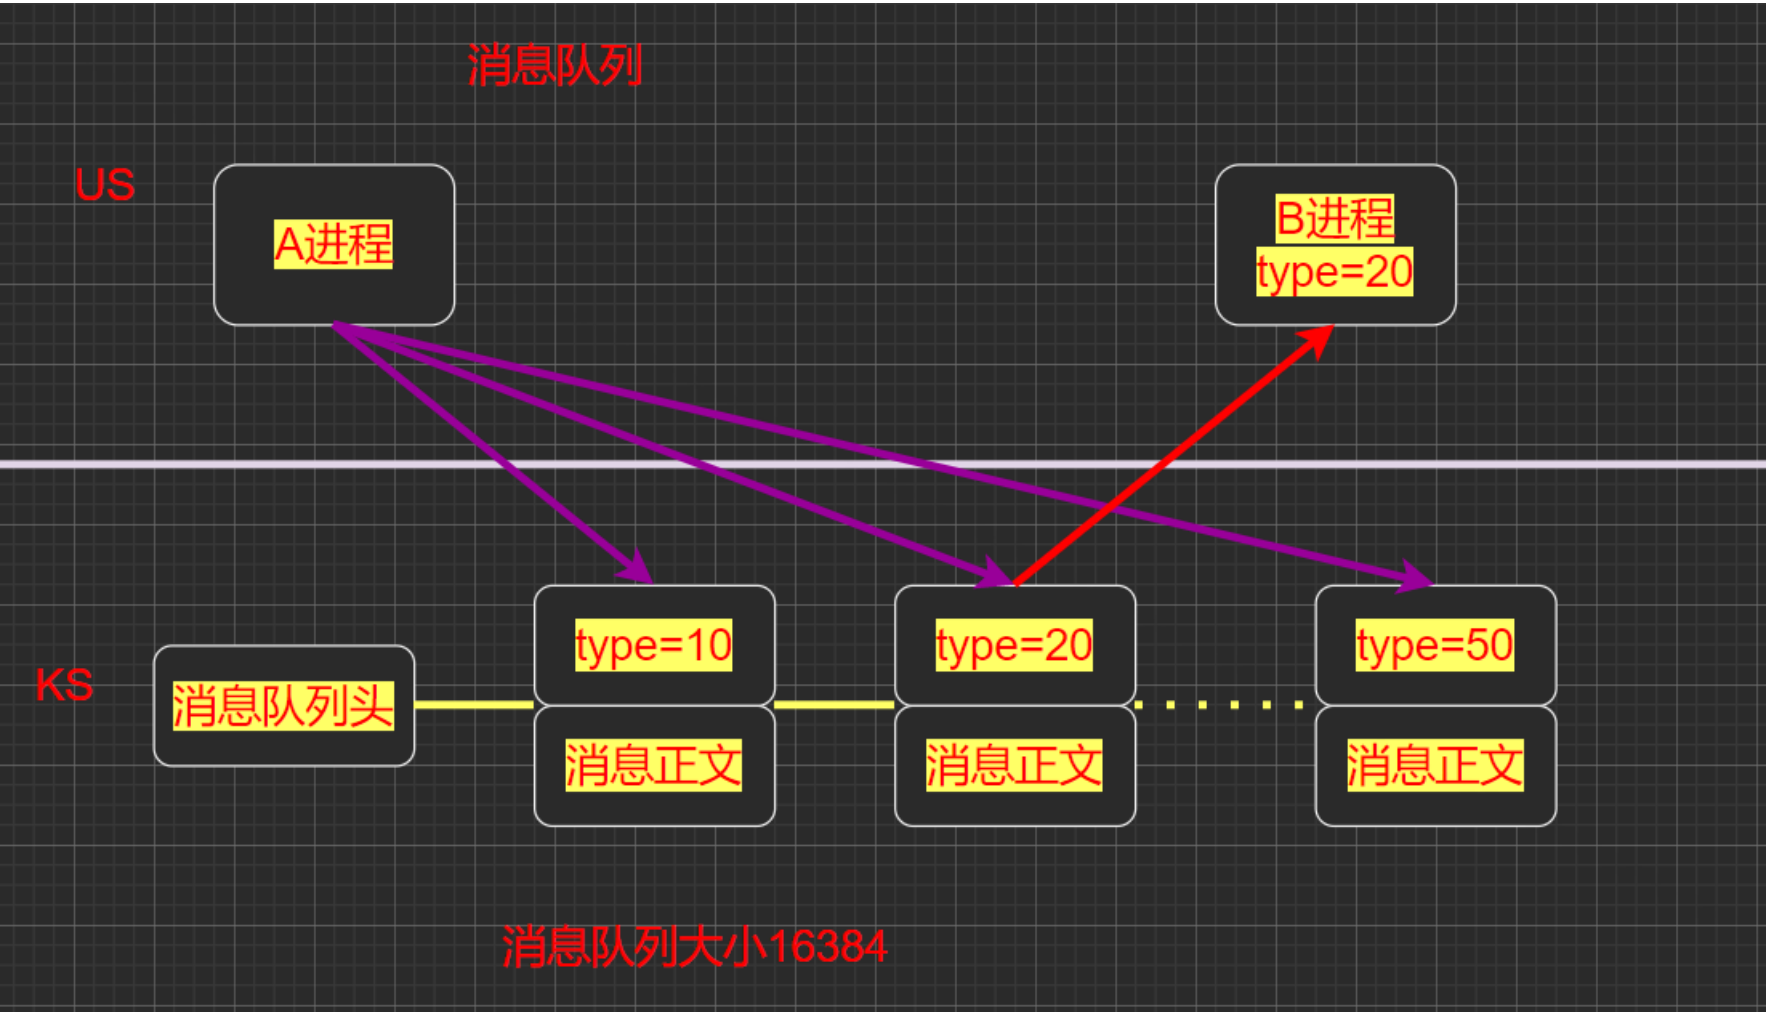 消息队列
US
A进程
B进程
type=20
type=10
type=20
type=50
KS
消息队列头
消息正文
消息正文
消息正文
消息队列大小16384